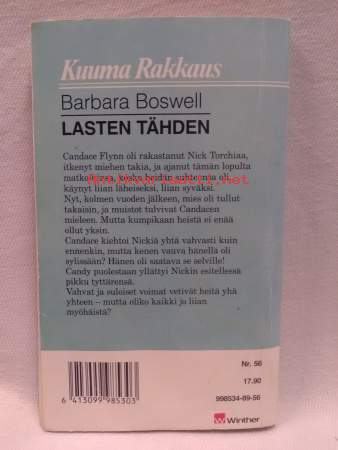 Kuuma Rakkaus
Barbara Boswell
LASTEN TÄHDEN
Candace Flynn oli rakastanut Nick Torchiaa,
itkenyt miehen takia, ja ajanut tämän lopulta
oli
käynyt liian läheiseksi, liian syväksi.
Nyt, kolmen vuoden jälkeen, mies oli tullut
takaisin, ja muistot tulvivat Candacen
mieleen. Mutta kumpikaan heistä ei enää
ollut yksin.
Candace kiehtoi Nickiä yhtä vahvasti kuin
ennenkin, mutta kenen vauva hänellä oli
sylissään? Hänen oli saatava se selville!
Candy puolestaan yllättyi Nickin esitellessä
pikku tyttärensä.
Vahvat ja suloiset voimat vetivät heitä yhä
yhteen – mutta oliko kaikki jo liian
myöhäistä?
Nr. 56
17.90
998534-89-56
6 413099 985303
Winther